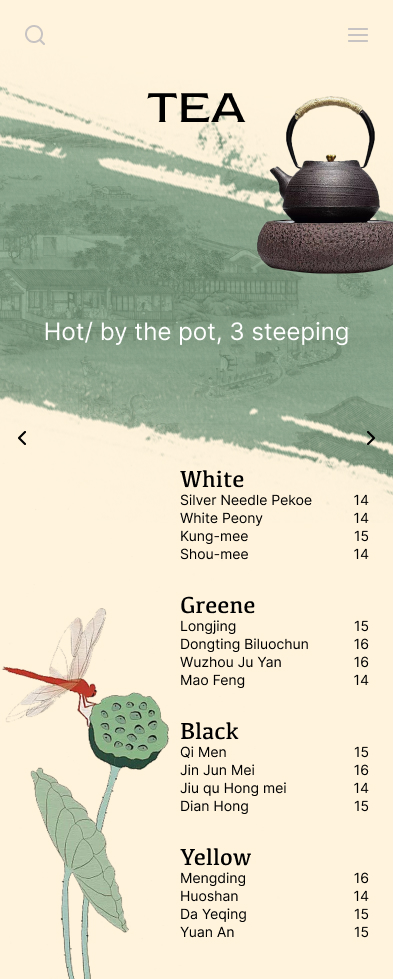 TEA
Hot/ by the pot, 3 steeping
White
Silver Needle Pekoe 14
White Peony 14
Kung-mee 15
Shou-mee 14
Greene
Longjing 15
Dongting Biluochun 16
Wuzhou Ju Yan 16
Mao Feng 14
Black
Qi Men 15
Jin Jun Mei 16
Jiu qu Hong mei 14
Dian Hong 15
Yellow
Mengding 16
Huoshan 14
Da Yeqing 15
Yuan An 15